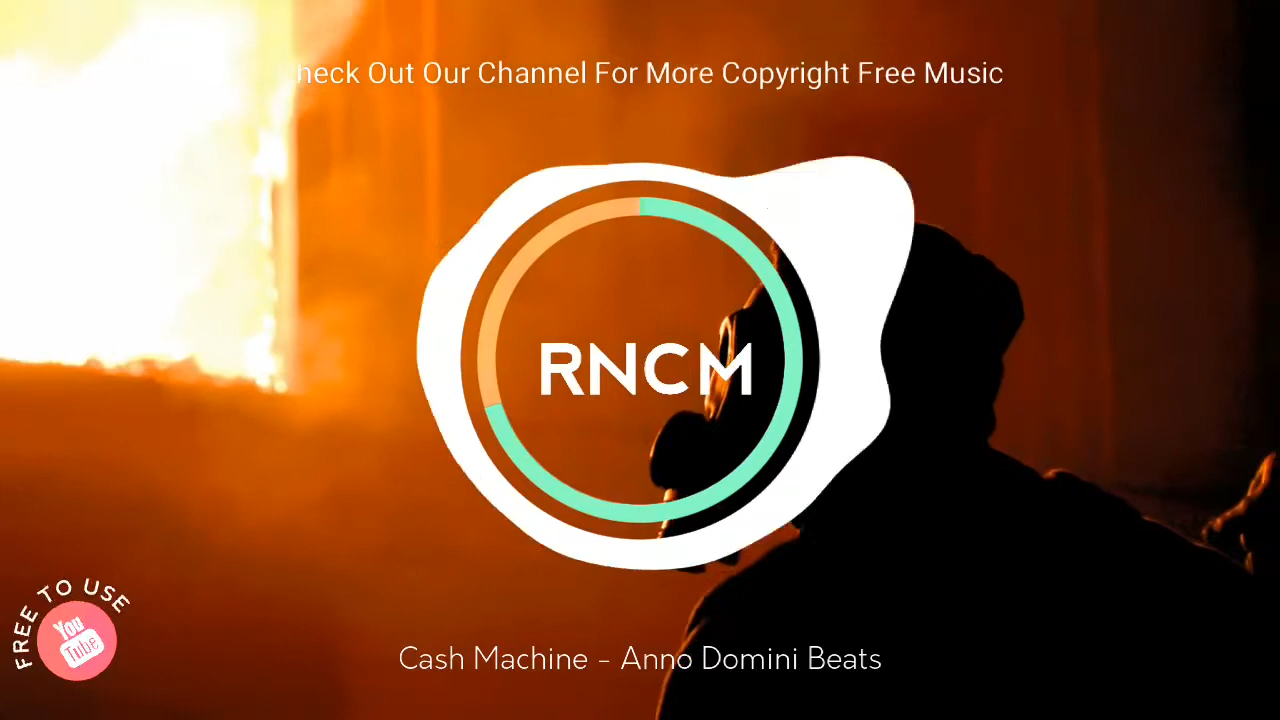 heck Out Our Channel For More Copyright Free Music
RNCM
FREE TO USE
You
Tube
Cash Machine - Anno Domini Beats